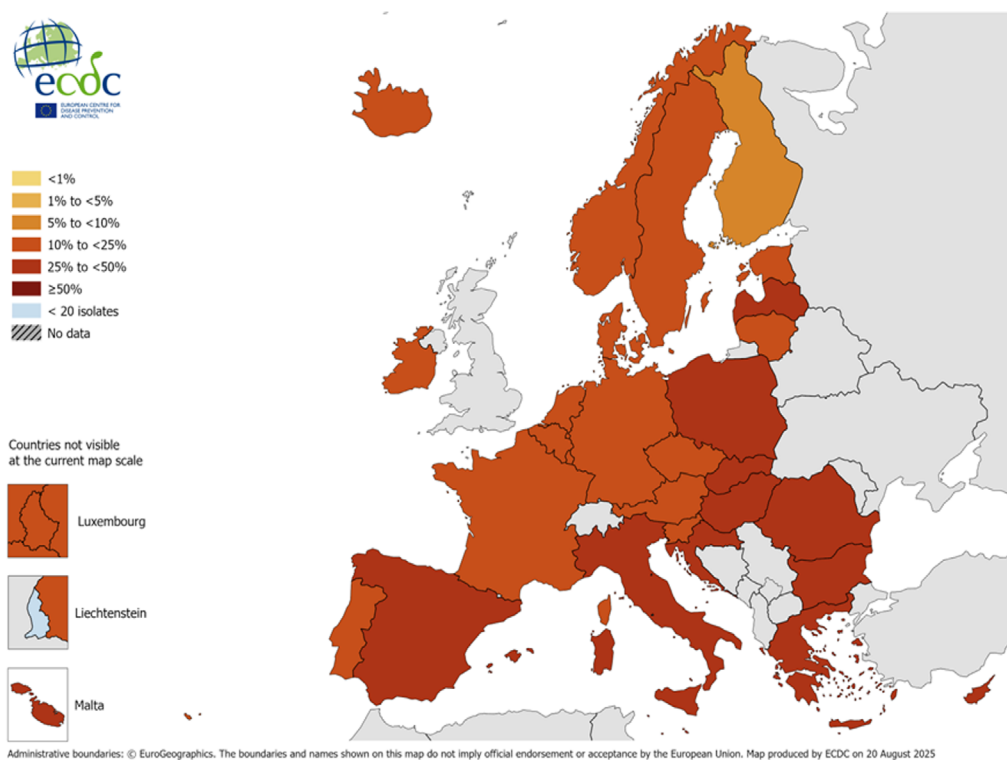 ecdc
EUROPEAN CENTRE FOR
DISEASE PREVENTION
AND CONTROL
<1%
1% to <5%
5% to <10%
10% to <25%
25% to <50%
≥50%
< 20 isolates
No data
Countries not visible
at the current map scale
Luxembourg
Liechtenstein
Malta
Administrative boundaries: © EuroGeographics. The boundaries and names shown on this map do not imply official endorsement or acceptance by the European Union. Map produced by ECDC on 20 August 2025